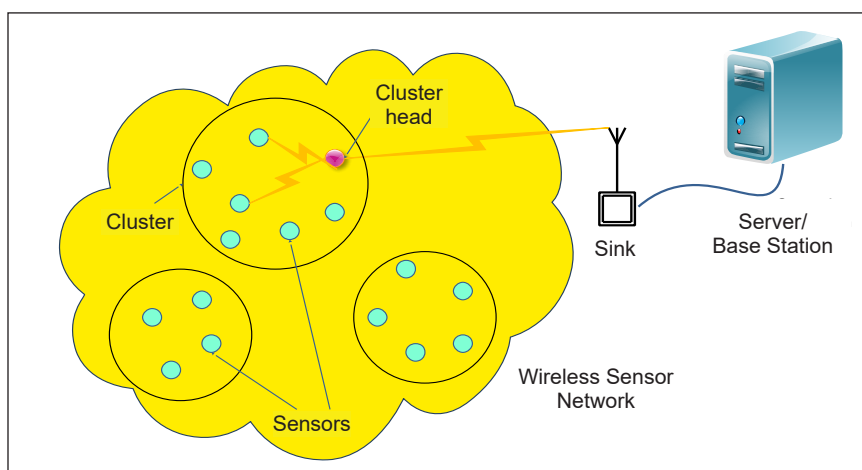 Cluster
head
Cluster
Sink
Server/
Base Station
Wireless Sensor
Network
Sensors